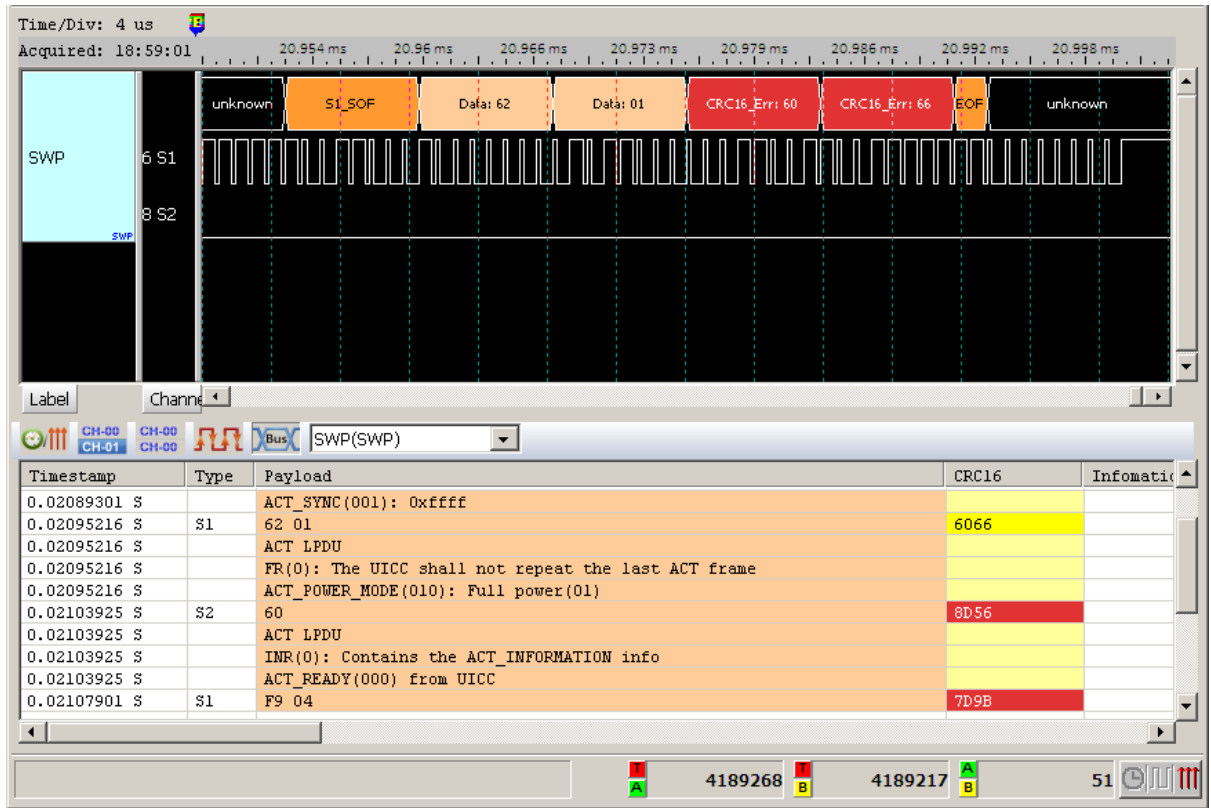 Time/Div: 4 us
Acquired: 18:59:01
20.954 ms 20.96 ms 20.966 ms 20.973 ms 20.979 ms 20.986 ms 20.992 ms 20.998 ms
unknown S1_SOF Data: 62 Data: 01 CRC16_Err: 60 CRC16_Err: 66 EOF unknown
SWP 6 S1
8 S2
SWP
Label Channe
CH-00 CH-00
CH-01 CH-00
Bus SWP(SWP)
Timestamp Type Payload CRC16 Infomatic
0.02089301 S ACT_SYNC(001): 0xffff
0.02095216 S S1 62 01 6066
0.02095216 S ACT LPDU
0.02095216 S FR(0): The UICC shall not repeat the last ACT frame
0.02095216 S ACT_POWER_MODE(010): Full power(01)
0.02103925 S S2 60 8D56
0.02103925 S ACT LPDU
0.02103925 S INR(0): Contains the ACT_INFORMATION info
0.02103925 S ACT_READY(000) from UICC
0.02107901 S S1 F9 04 7D9B
T A 4189268 T B 4189217 A B 51